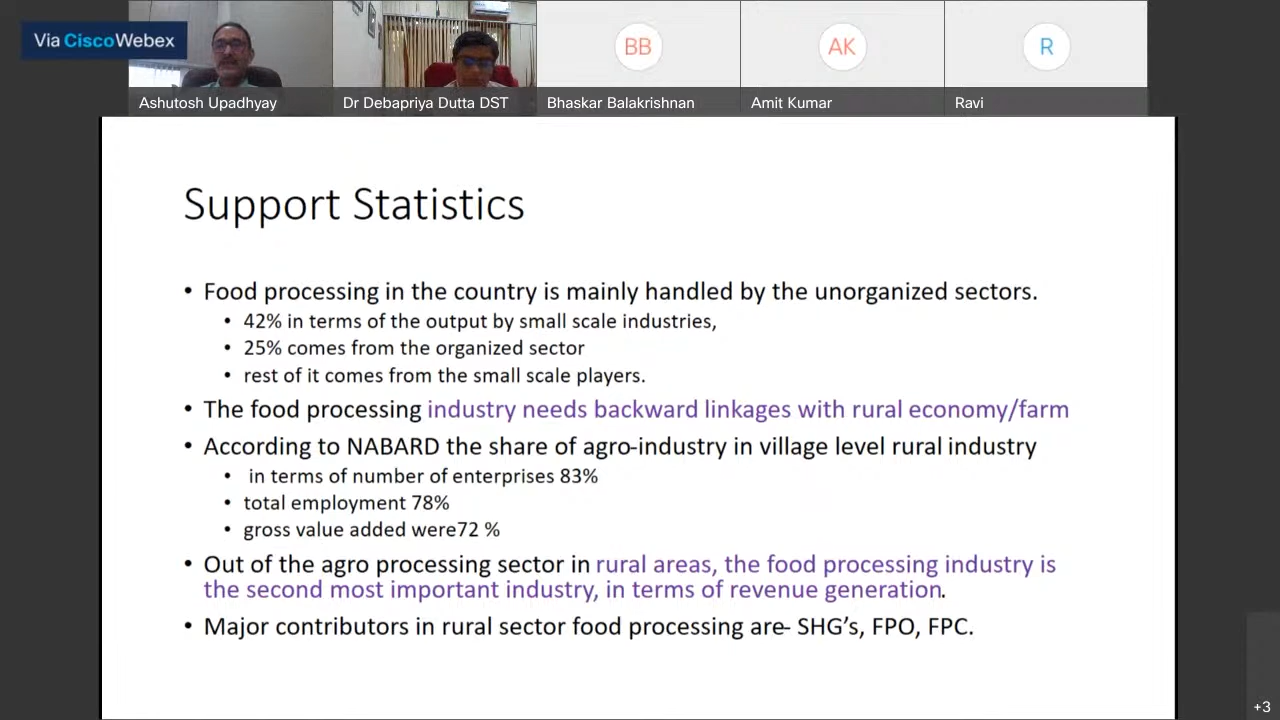 Via CiscoWebex
BB
AK
R
Ashutosh Upadhyay
Dr Debapriya Dutta DST
Bhaskar Balakrishnan
Amit Kumar
Ravi
Support Statistics
• Food processing in the country is mainly handled by the unorganized sectors.
• 42% in terms of the output by small scale industries,
• 25% comes from the organized sector
• rest of it comes from the small scale players.
• The food processing industry needs backward linkages with rural economy/farm
• According to NABARD the share of agro-industry in village level rural industry
• in terms of number of enterprises 83%
• total employment 78%
• gross value added were72 %
• Out of the agro processing sector in rural areas, the food processing industry is
the second most important industry, in terms of revenue generation.
• Major contributors in rural sector food processing are- SHG’s, FPO, FPC.
+3